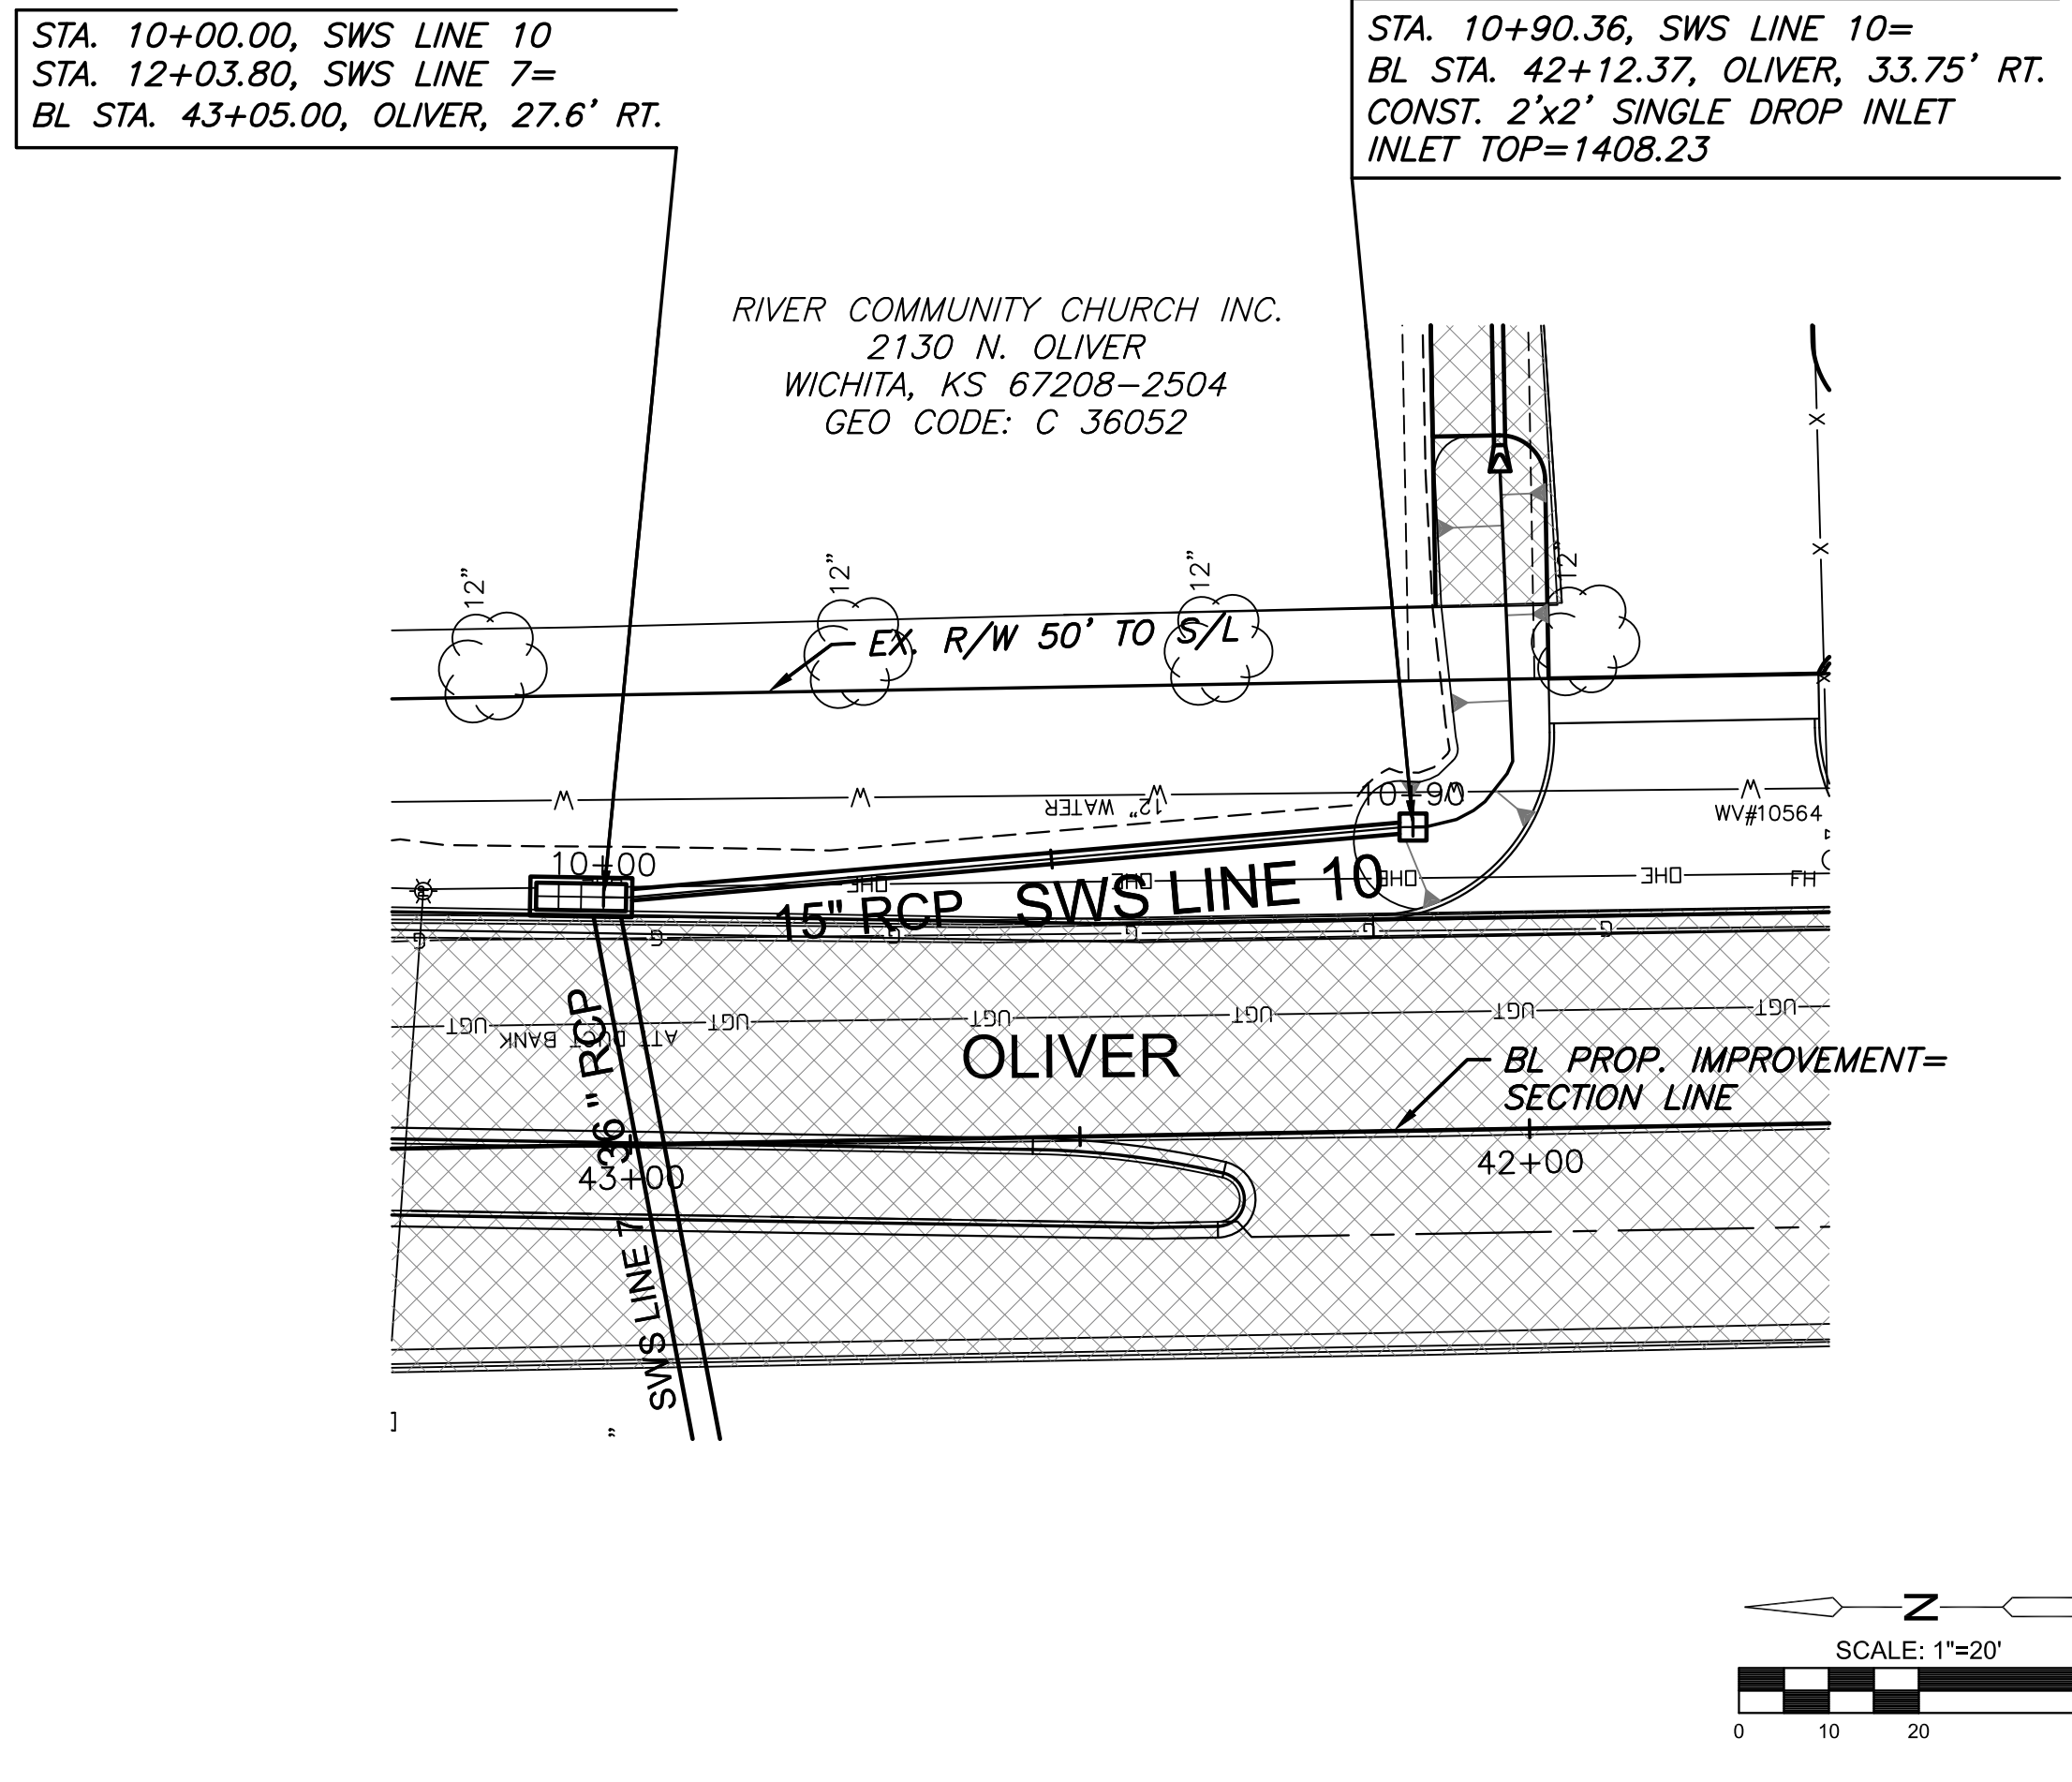 STA. 10+00.00, SWS LINE 10
STA. 12+03.80, SWS LINE 7=
BL STA. 43+05.00, OLIVER, 27.6' RT.
STA. 10+90.36, SWS LINE 10=
BL STA. 42+12.37, OLIVER, 33.75' RT.
CONST. 2'x2' SINGLE DROP INLET
INLET TOP=1408.23
RIVER COMMUNITY CHURCH INC.
2130 N. OLIVER
WICHITA, KS 67208-2504
GEO CODE: C 36052
X
X
12"
12"
12"
12"
EX. R/W 50' TO S/L
X
W
W
W
W
W
10+90
12" WATER
WV#10564
10+00
OHE
OHE
OHE
OHE
FH
15" RCP
SWS LINE 10
G
G
G
G
G
G
UGT
UGT
UGT
UGT
UGT
UGT
ATT DUCT BANK
36" RCP
OLIVER
BL PROP. IMPROVEMENT=
SECTION LINE
43+00
42+00
SWS LINE 7
"
N
SCALE: 1"=20'
0
10
20